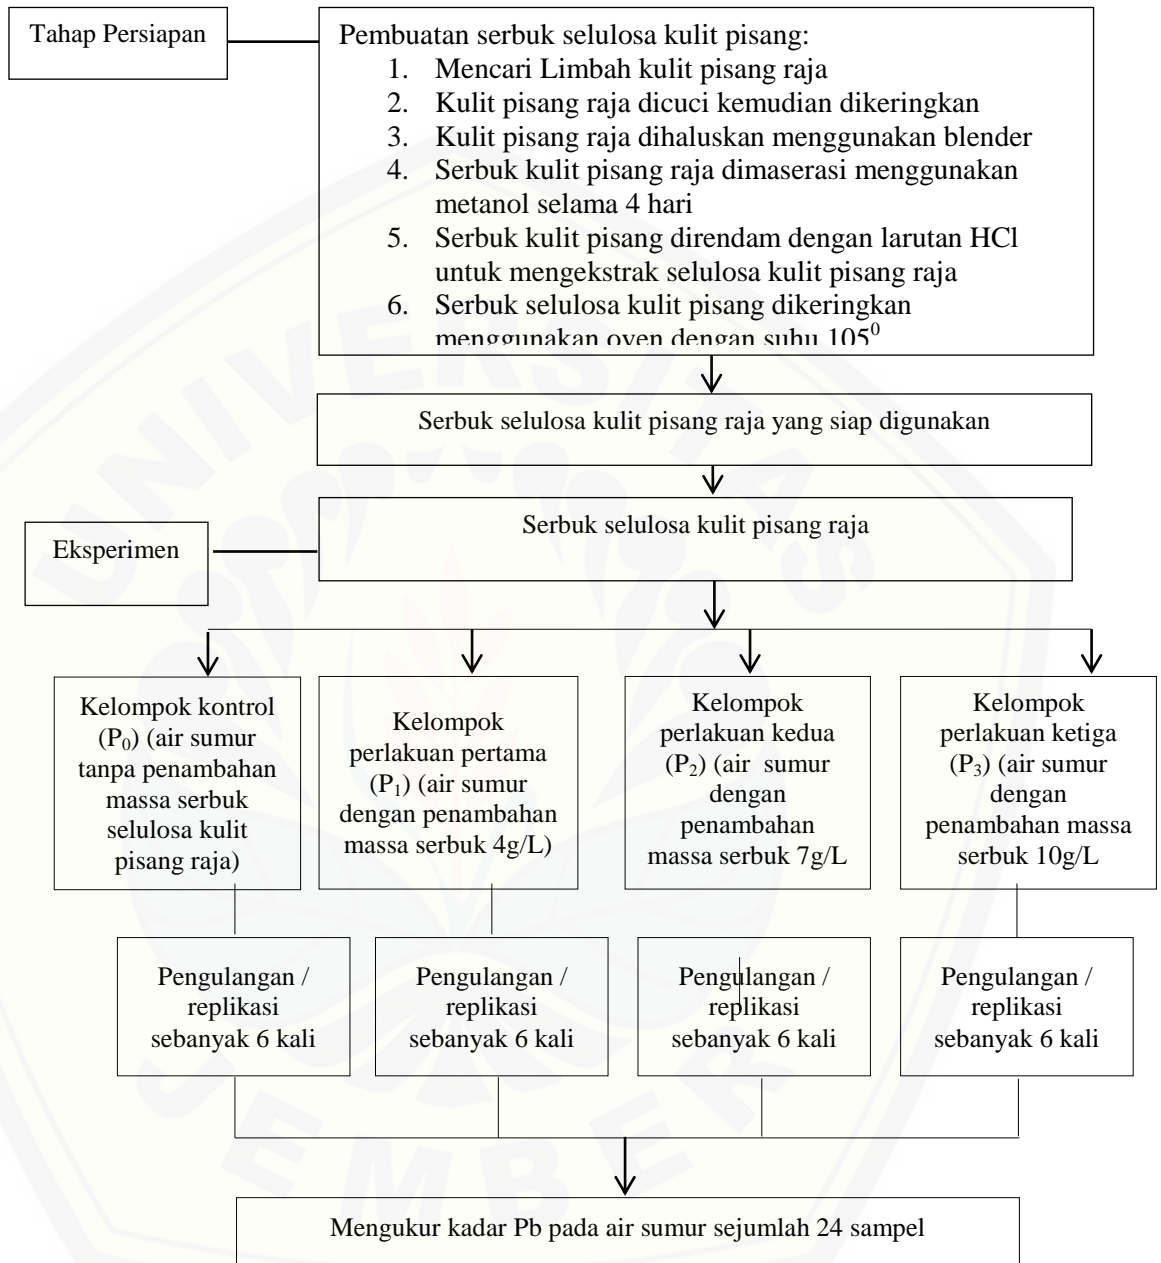 Tahap Persiapan
Pembuatan serbuk selulosa kulit pisang:
1. Mencari Limbah kulit pisang raja
2. Kulit pisang raja dicuci kemudian dikeringkan
3. Kulit pisang raja dihaluskan menggunakan blender
4. Serbuk kulit pisang raja dimaserasi menggunakan
metanol selama 4 hari
5. Serbuk kulit pisang direndam dengan larutan HCl
untuk mengekstrak selulosa kulit pisang raja
6. Serbuk selulosa kulit pisang dikeringkan
menggunakan oven dengan suhu 105⁰
Serbuk selulosa kulit pisang raja yang siap digunakan
Eksperimen
Serbuk selulosa kulit pisang raja
Kelompok kontrol
(P₀) (air sumur
tanpa penambahan
massa serbuk
selulosa kulit
pisang raja)
Kelompok
perlakuan pertama
(P₁) (air sumur
dengan penambahan
massa serbuk 4g/L)
Kelompok
perlakuan kedua
(P₂) (air sumur
dengan
penambahan
massa serbuk 7g/L
Kelompok
perlakuan ketiga
(P₃) (air sumur
dengan
penambahan massa
serbuk 10g/L
Pengulangan /
replikasi
sebanyak 6 kali
Pengulangan /
replikasi
sebanyak 6 kali
Pengulangan /
replikasi
sebanyak 6 kali
Pengulangan /
replikasi
sebanyak 6 kali
Mengukur kadar Pb pada air sumur sejumlah 24 sampel
UNIVERSITAS
JEMBER